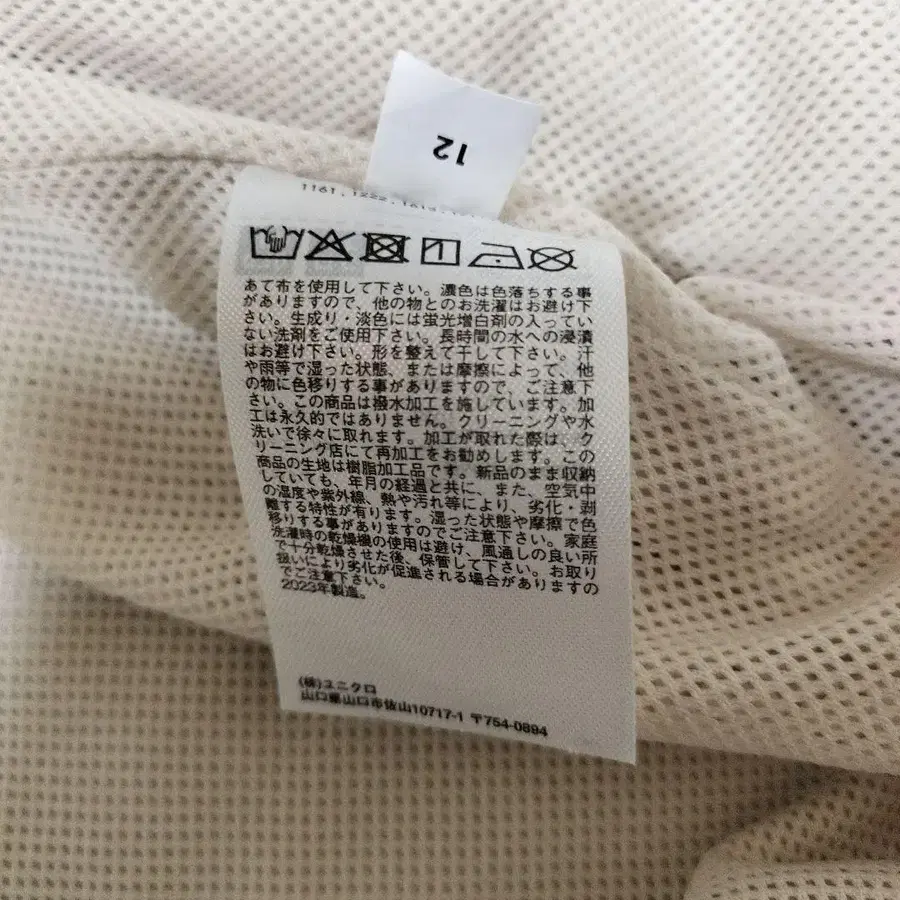 12
あて布を使用して下さい。濃色は色落ちする事
がありますので、他の物とのお洗濯はお避け下
さい。生成り・淡色には蛍光増白剤の入ってい
ない洗剤をご使用下さい。長時間の水への浸漬
はお避け下さい。形を整えて干して下さい。汗
や雨等で湿った状態、または摩擦によって、他
の物に色移りする事がありますので、ご注意下
さい。この商品は撥水加工を施しています。加
工は永久的ではありません。クリーニングや水
洗いで徐々に取れます。加工が取れた際は、ク
リーニング店にて再加工をお勧めします。この
商品の生地は樹脂加工品です。新品のまま収納
していても、年月の経過と共に、また、空気中
の湿度や紫外線、熱や汚れ等により、劣化・剥
離する特性が有ります。湿った状態や摩擦で色
移りする事がありますのでご注意下さい。家庭
洗濯時の乾燥機の使用は避け、風通しの良い所
で十分乾燥させた後、保管して下さい。お取り
扱いにより劣化が促進される場合があります
でご注意下さい。
2023年製造。
(株)ユニクロ
山口県山口市佐山10717-1 〒754-0894